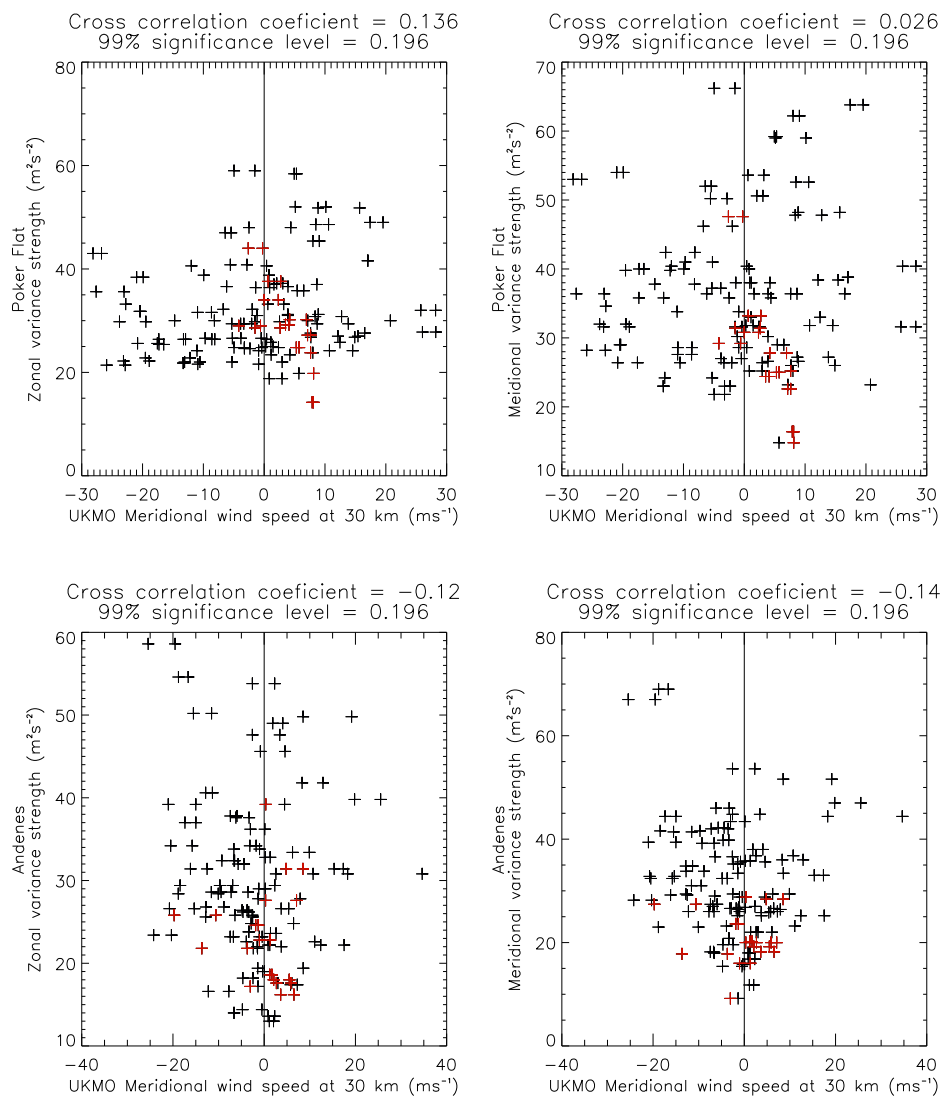 Cross correlation coeficient = 0.136
99% significance level = 0.196
80
60
40
20
0
Poker Flat
Zonal variance strength (m²s⁻²)
−30 −20 −10 0 10 20 30
UKMO Meridional wind speed at 30 km (ms⁻¹)
Cross correlation coeficient = 0.026
99% significance level = 0.196
70
60
50
40
30
20
10
Poker Flat
Meidional variance strength (m²s⁻²)
−30 −20 −10 0 10 20 30
UKMO Meridional wind speed at 30 km (ms⁻¹)
Cross correlation coeficient = −0.12
99% significance level = 0.196
60
50
40
30
20
10
Andenes
Zonal variance strength (m²s⁻²)
−40 −20 0 20 40
UKMO Meridional wind speed at 30 km (ms⁻¹)
Cross correlation coeficient = −0.14
99% significance level = 0.196
80
60
40
20
0
Andenes
Meridional variance strength (m²s⁻²)
−40 −20 0 20 40
UKMO Meridional wind speed at 30 km (ms⁻¹)